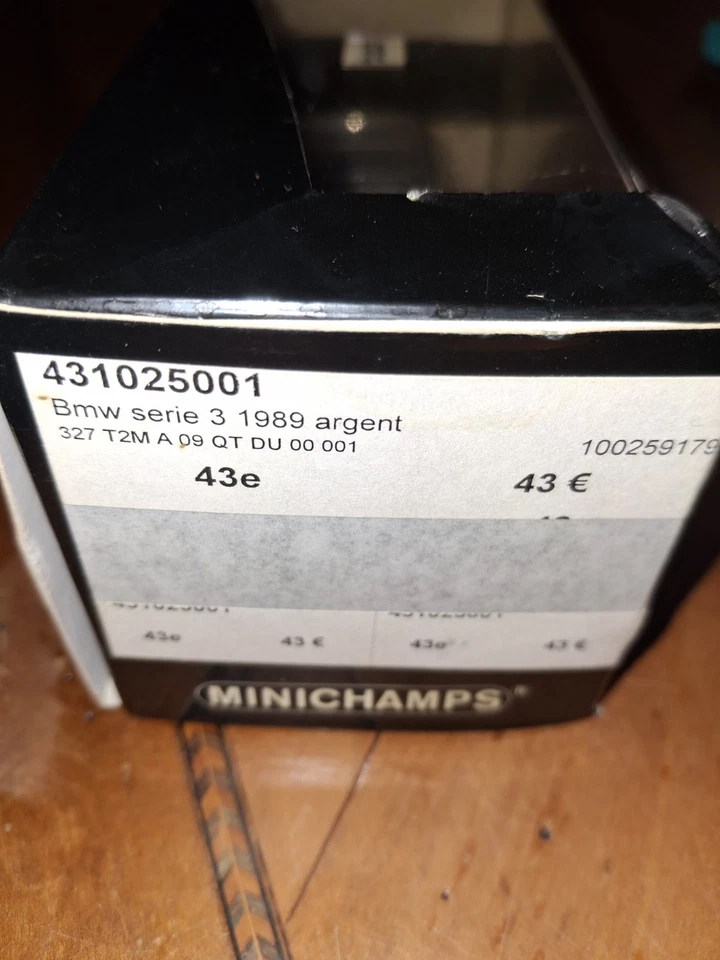 431025001
Bmw serie 3 1989 argent
327 T2M A 09 QT DU 00 001
100259179
43e 43 €
43e 43 € 43e 43 €
MINICHAMPS®